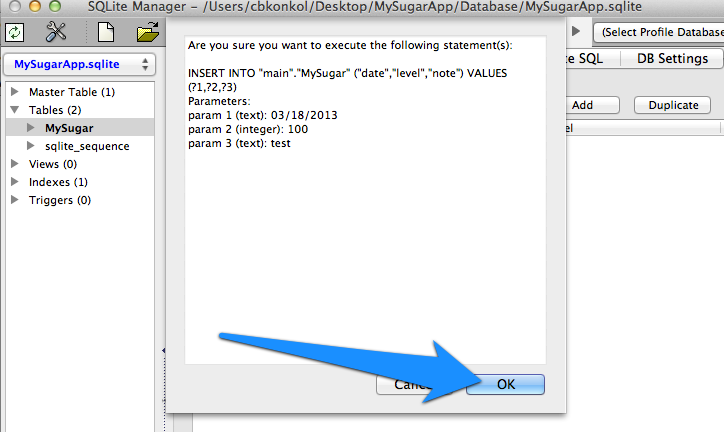 SQLite Manager – /Users/cbkonkol/Desktop/MySugarApp/Database/MySugarApp.sqlite
(Select Profile Database
MySugarApp.sqlite
Are you sure you want to execute the following statement(s):
INSERT INTO "main"."MySugar" ("date","level","note") VALUES
(?1,?2,?3)
Parameters:
param 1 (text): 03/18/2013
param 2 (integer): 100
param 3 (text): test
SQL
DB Settings
Master Table (1)
Tables (2)
MySugar
sqlite_sequence
Views (0)
Indexes (1)
Triggers (0)
Add
Duplicate
OK